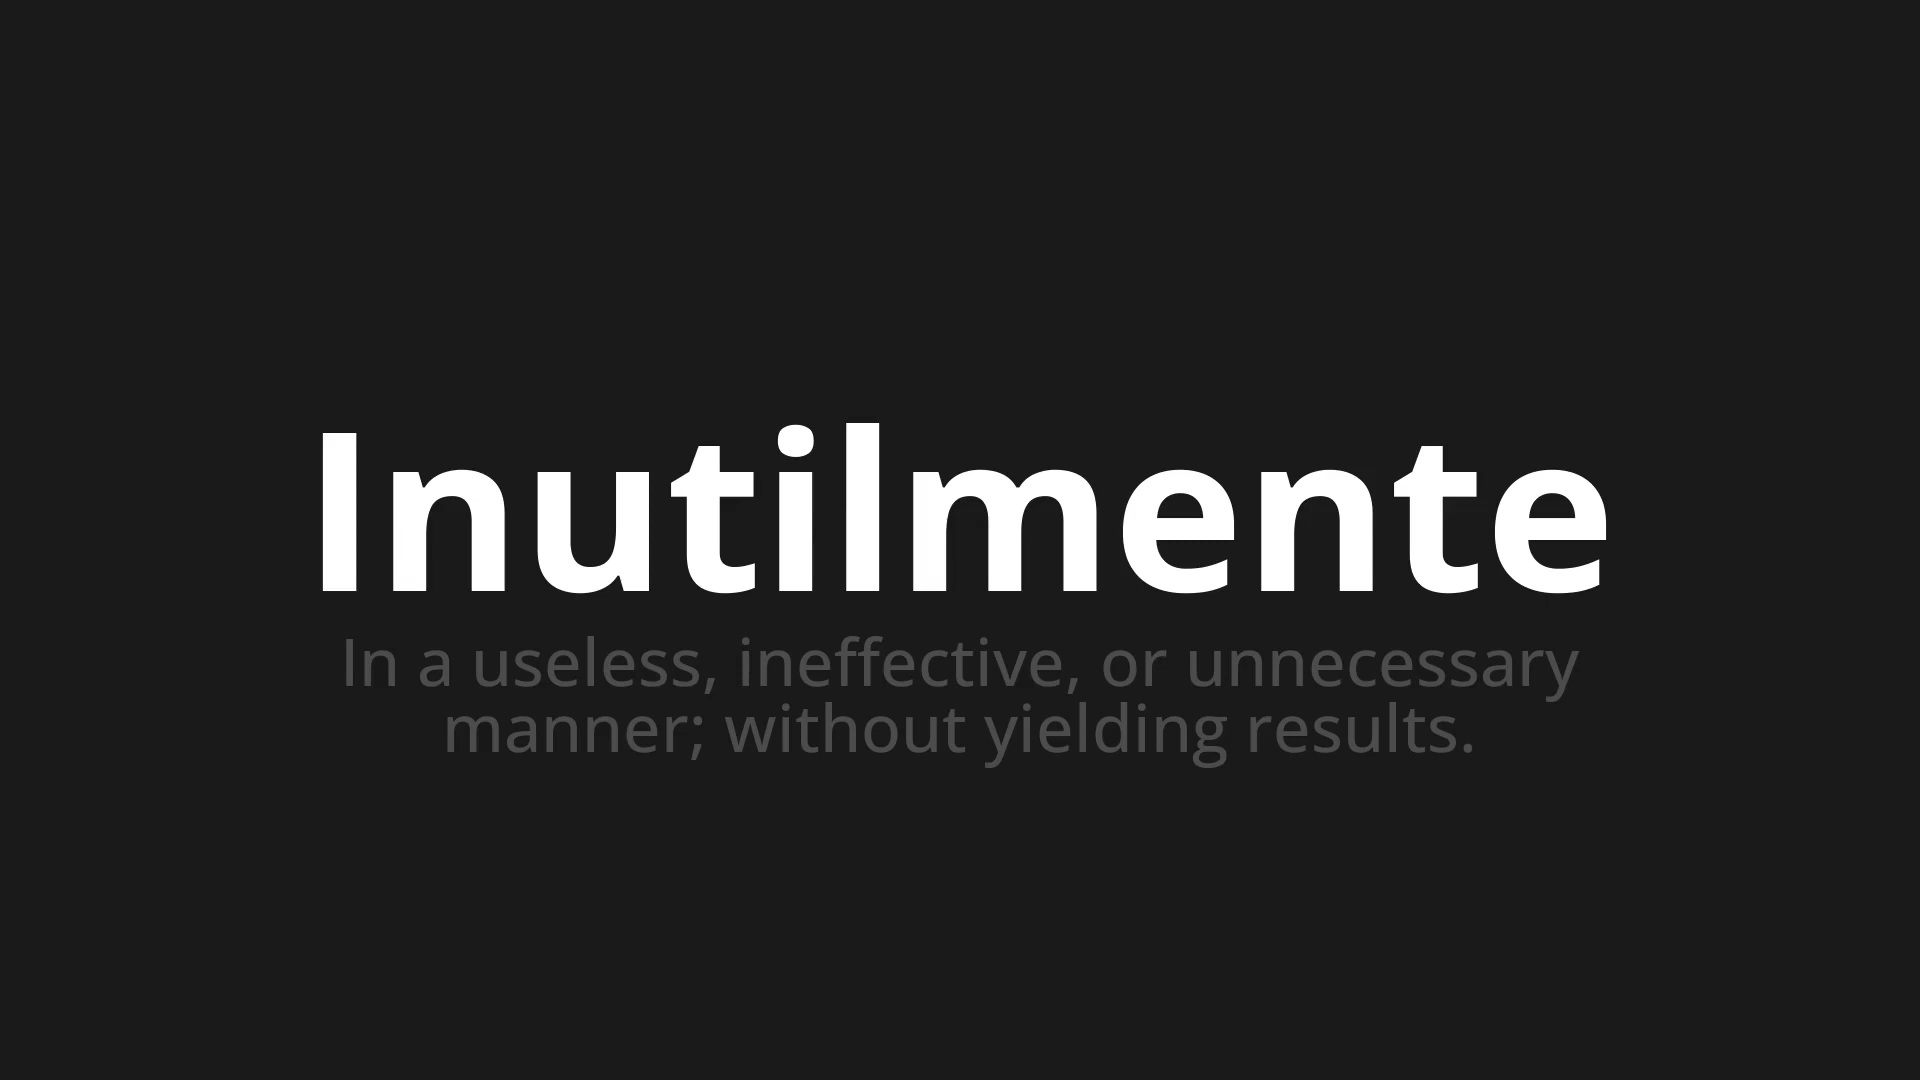 Inutilmente
In a useless, ineffective, or unnecessary
manner; without yielding results.